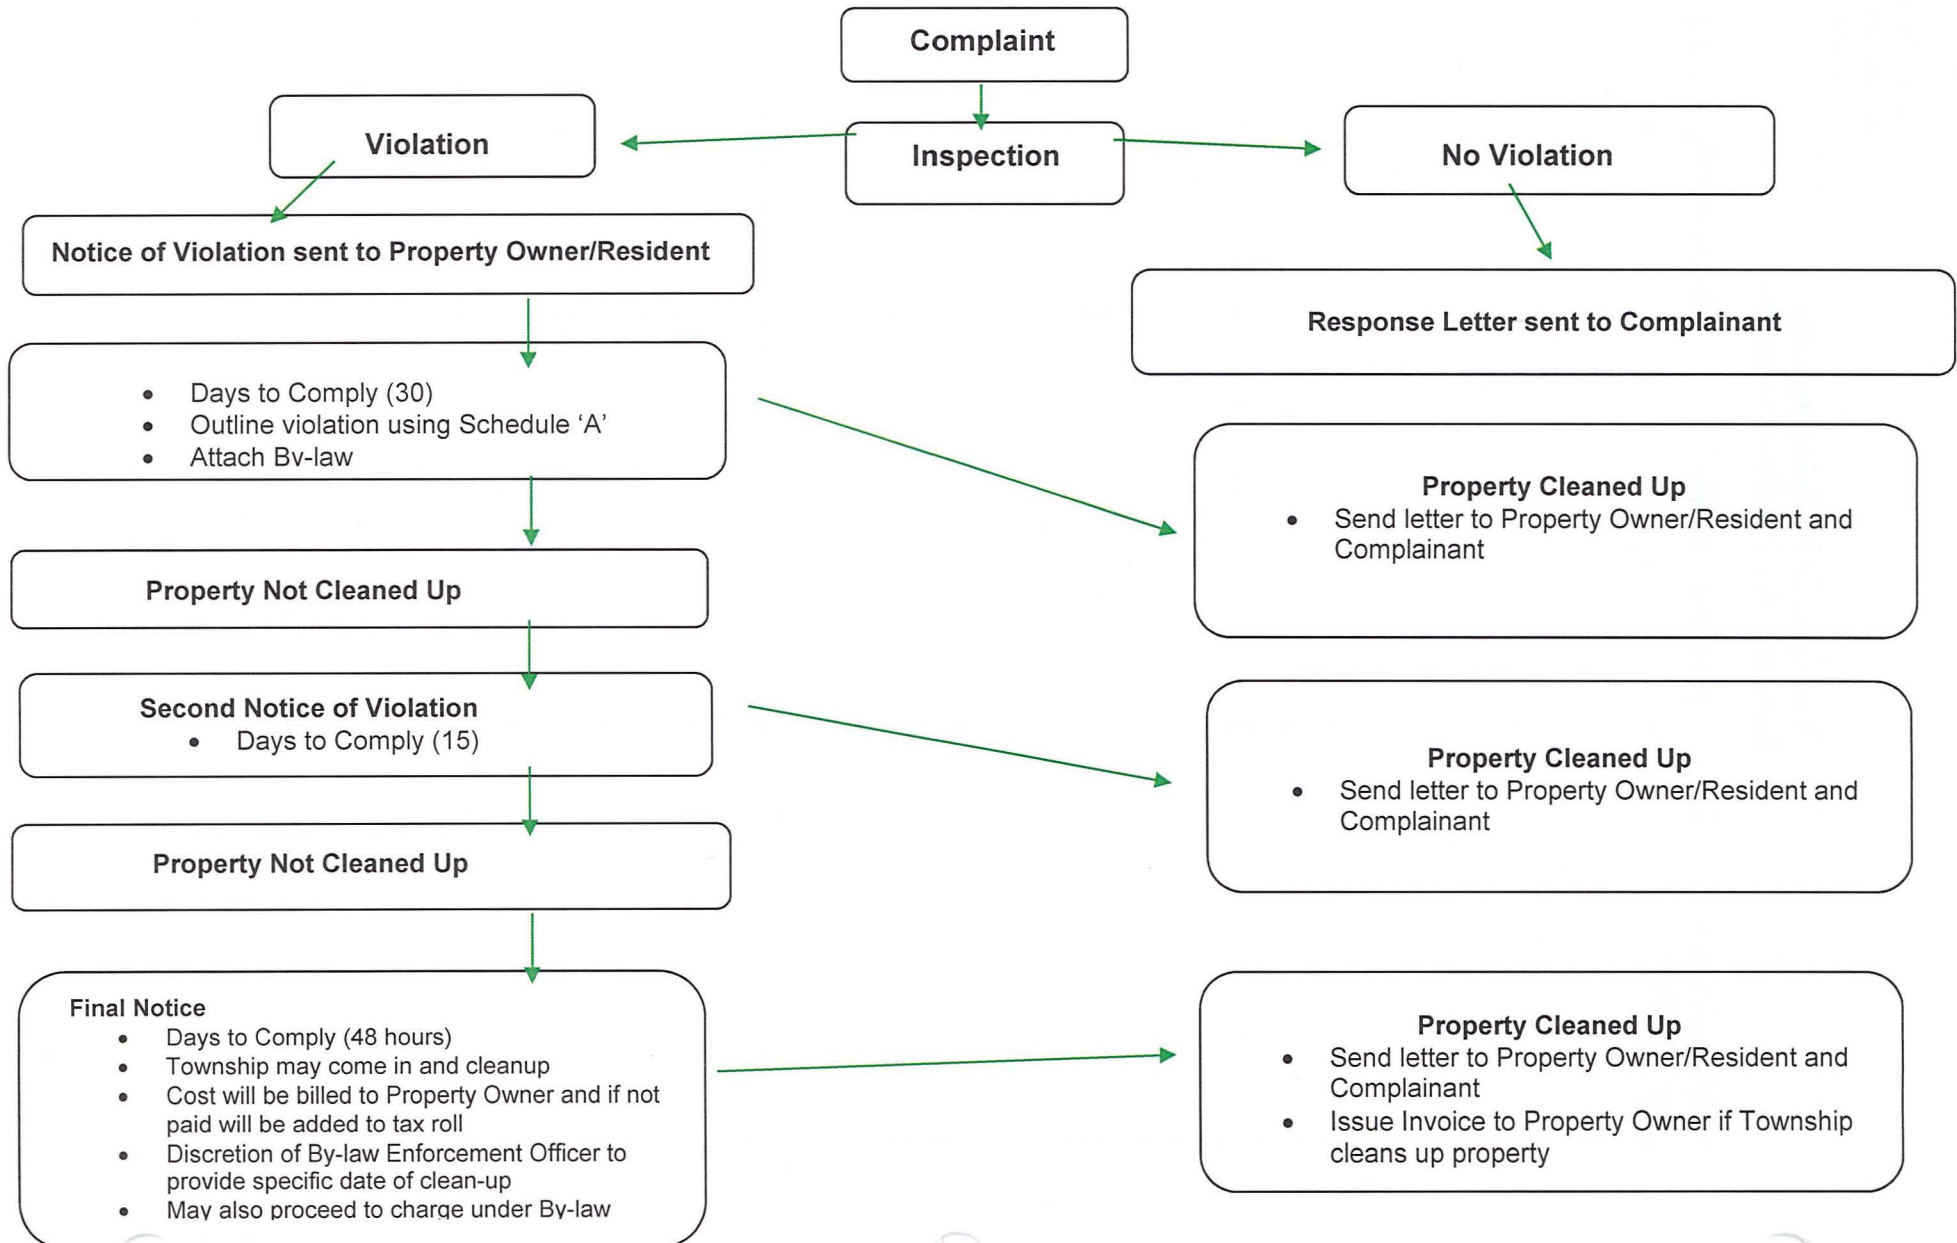 Complaint
Violation
Inspection
No Violation
Notice of Violation sent to Property Owner/Resident
Response Letter sent to Complainant
• Days to Comply (30)
• Outline violation using Schedule ‘A’
• Attach By-law
Property Cleaned Up
• Send letter to Property Owner/Resident and
Complainant
Property Not Cleaned Up
Second Notice of Violation
• Days to Comply (15)
Property Cleaned Up
• Send letter to Property Owner/Resident and
Complainant
Property Not Cleaned Up
Final Notice
• Days to Comply (48 hours)
• Township may come in and cleanup
• Cost will be billed to Property Owner and if not
paid will be added to tax roll
• Discretion of By-law Enforcement Officer to
provide specific date of clean-up
• May also proceed to charge under By-law
Property Cleaned Up
• Send letter to Property Owner/Resident and
Complainant
• Issue Invoice to Property Owner if Township
cleans up property